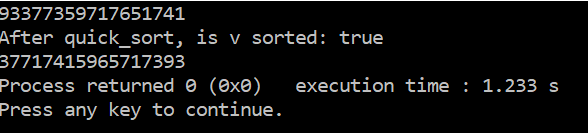 93377359717651741
After quick_sort, is v sorted: true
37717415965717393
Process returned 0 (0x0)   execution time : 1.233 s
Press any key to continue.